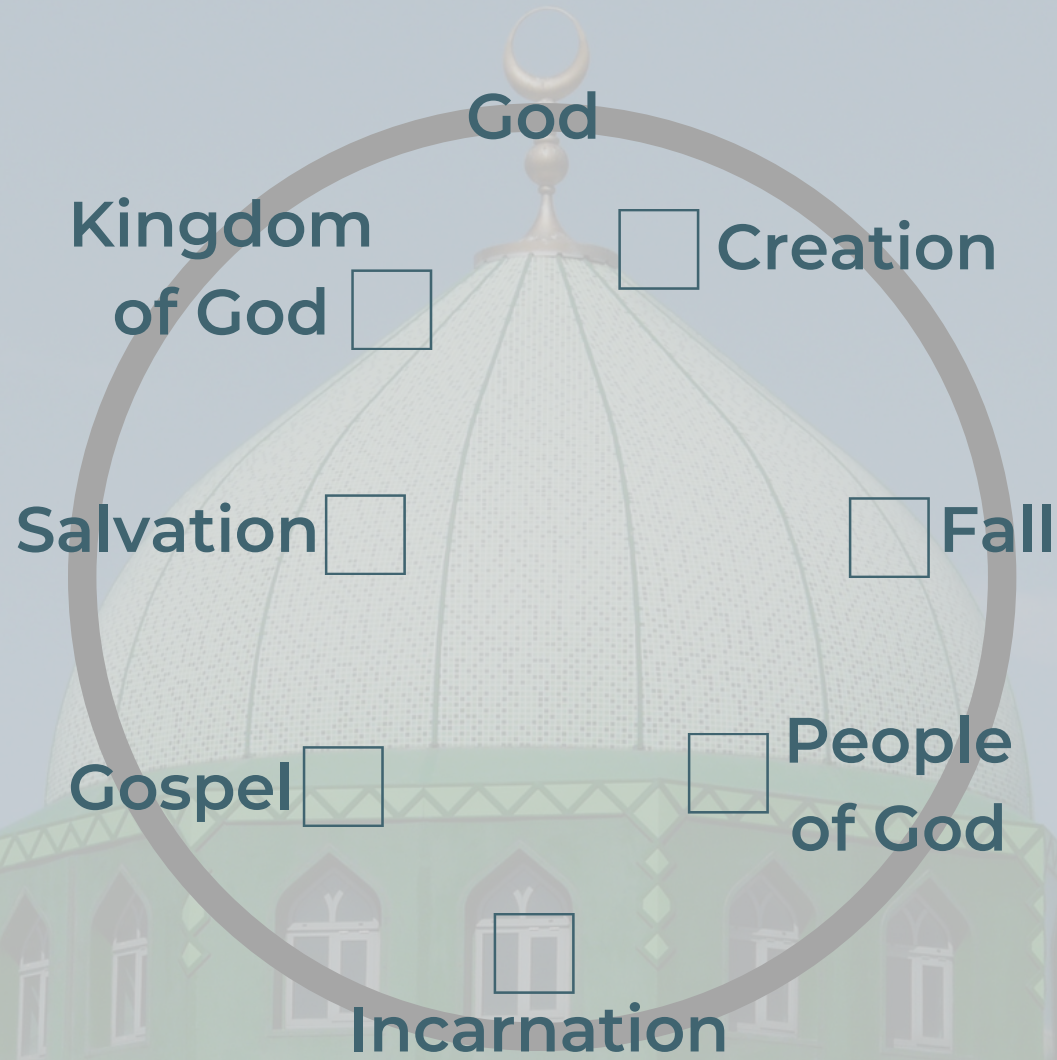 God
Kingdom
of God
Creation
Salvation
Fall
Gospel
People
of God
Incarnation